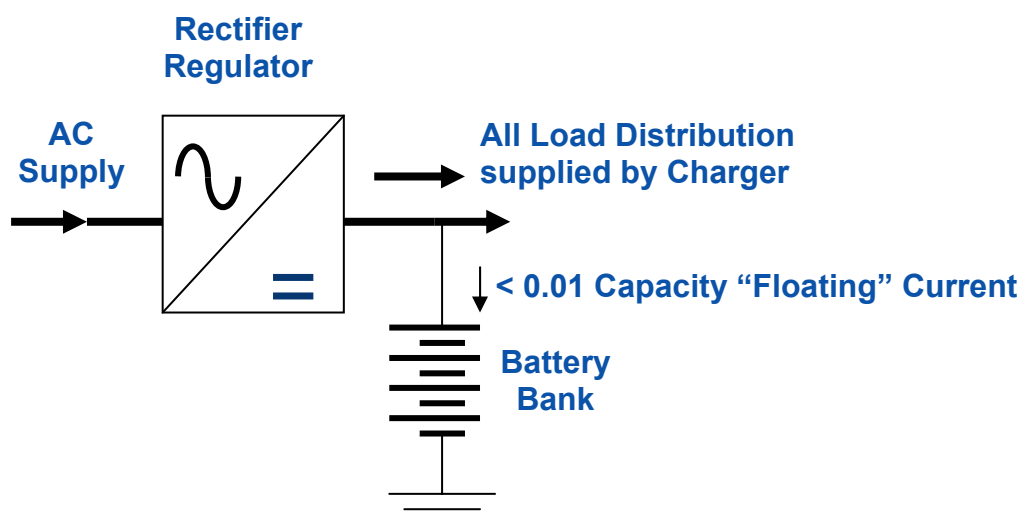 Rectifier
Regulator
AC
Supply
All Load Distribution
supplied by Charger
< 0.01 Capacity “Floating” Current
Battery
Bank